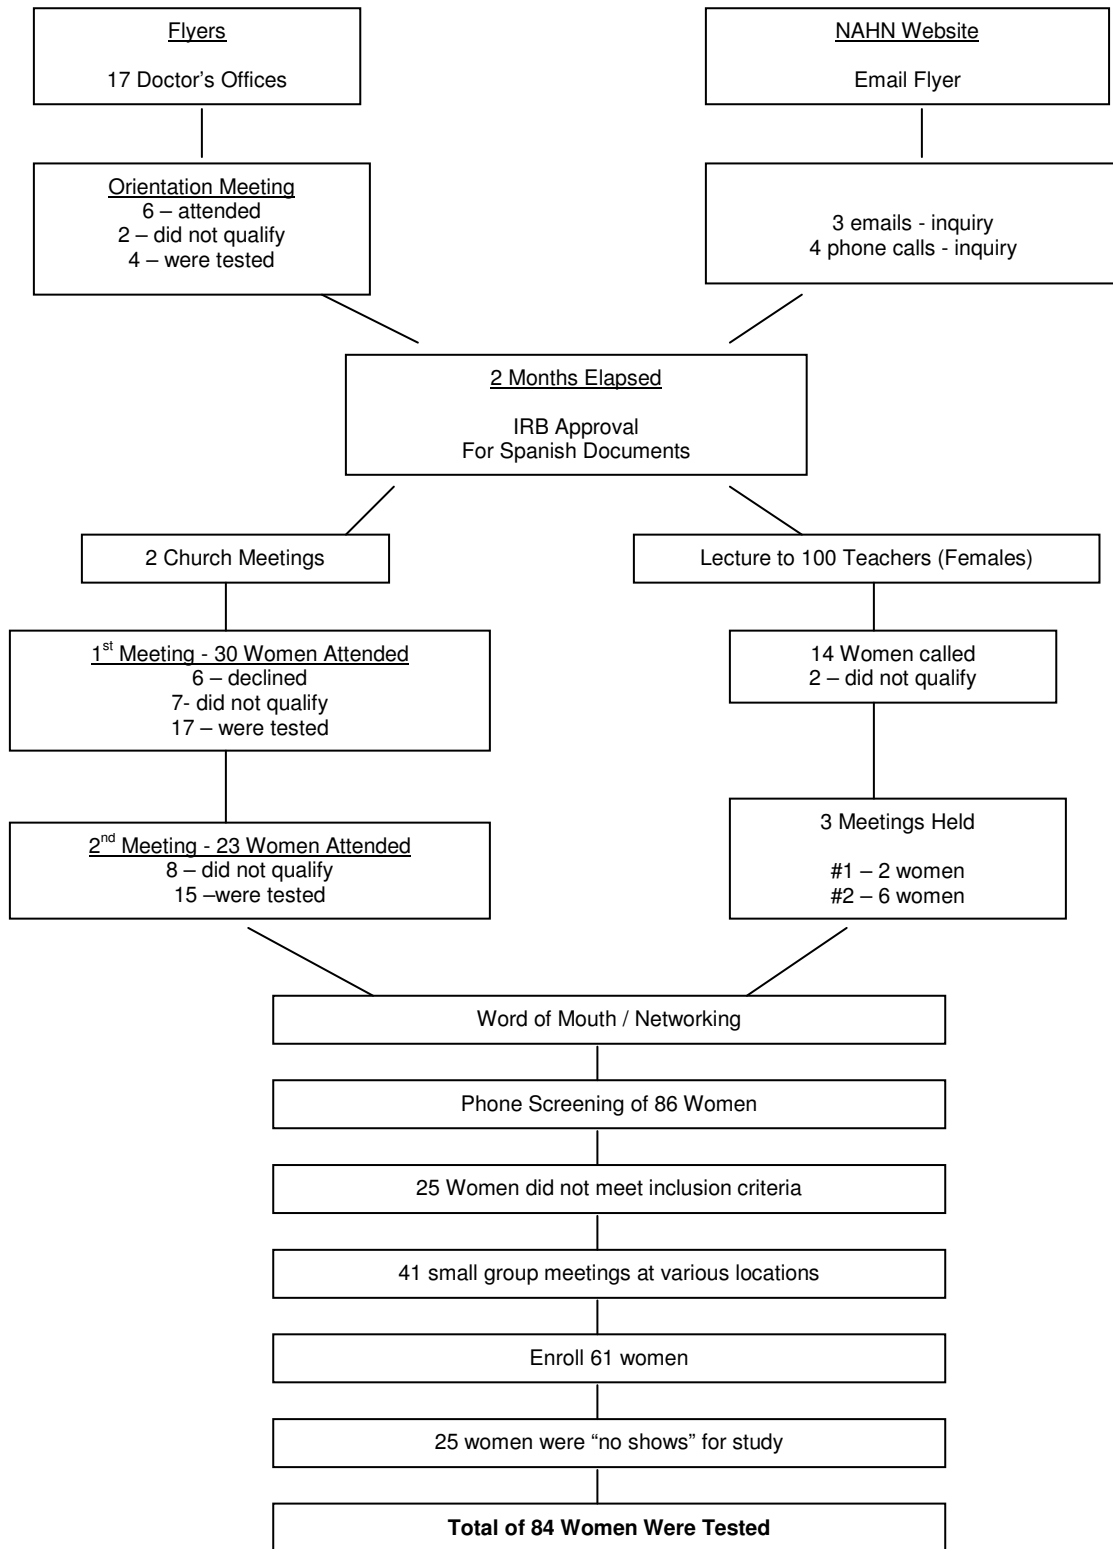 Flyers
17 Doctor's Offices
NAHN Website
Email Flyer
Orientation Meeting
6 – attended
2 – did not qualify
4 – were tested
3 emails - inquiry
4 phone calls - inquiry
2 Months Elapsed
IRB Approval
For Spanish Documents
2 Church Meetings
Lecture to 100 Teachers (Females)
1st Meeting - 30 Women Attended
6 – declined
7- did not qualify
17 – were tested
14 Women called
2 – did not qualify
2nd Meeting - 23 Women Attended
8 – did not qualify
15 –were tested
3 Meetings Held
#1 – 2 women
#2 – 6 women
Word of Mouth / Networking
Phone Screening of 86 Women
25 Women did not meet inclusion criteria
41 small group meetings at various locations
Enroll 61 women
25 women were “no shows” for study
Total of 84 Women Were Tested